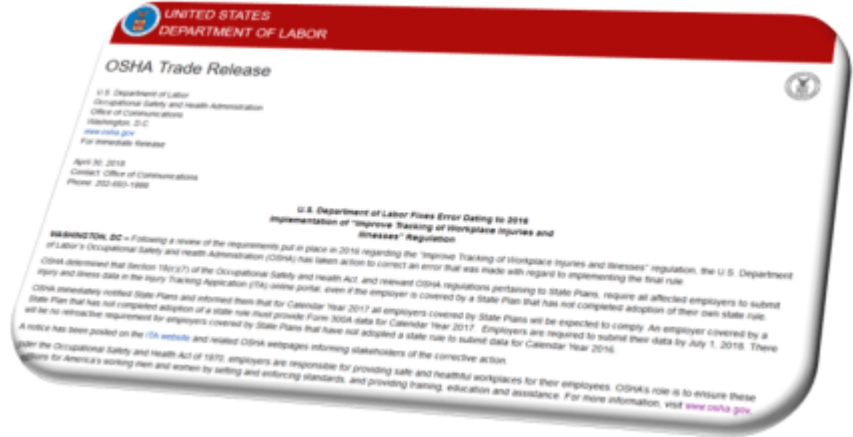 UNITED STATES
DEPARTMENT OF LABOR
OSHA Trade Release
U.S. Department of Labor
Occupational Safety and Health Administration
Office of Communications
Washington, D.C.
www.osha.gov
For Immediate Release
April 30, 2018
Contact: Office of Communications
Phone: 202-693-1999
U.S. Department of Labor Fixes Error Dating to 2016
Implementation of "Improve Tracking of Workplace Injuries and
Illnesses" Regulation
WASHINGTON, DC – Following a review of the requirements put in place in 2016 regarding the "Improve Tracking of Workplace Injuries and Illnesses" regulation, the U.S. Department
of Labor's Occupational Safety and Health Administration (OSHA) has taken action to correct an error that was made with regard to implementing the final rule.
OSHA determined that Section 18(c)(7) of the Occupational Safety and Health Act, and relevant OSHA regulations pertaining to State Plans, require all affected employers to submit
injury and illness data in the Injury Tracking Application (ITA) online portal, even if the employer is covered by a State Plan that has not completed adoption of their own state rule.
OSHA immediately notified State Plans and informed them that for Calendar Year 2017 all employers covered by State Plans will be expected to comply. An employer covered by a
State Plan that has not completed adoption of a state rule must provide Form 300A data for Calendar Year 2017. Employers are required to submit their data by July 1, 2018. There
will be no retroactive requirement for employers covered by State Plans that have not adopted a state rule to submit data for Calendar Year 2016.
A notice has been posted on the ITA website and related OSHA webpages informing stakeholders of the corrective action.
der the Occupational Safety and Health Act of 1970, employers are responsible for providing safe and healthful workplaces for their employees. OSHA's role is to ensure these
itions for America's working men and women by setting and enforcing standards, and providing training, education and assistance. For more information, visit www.osha.gov.